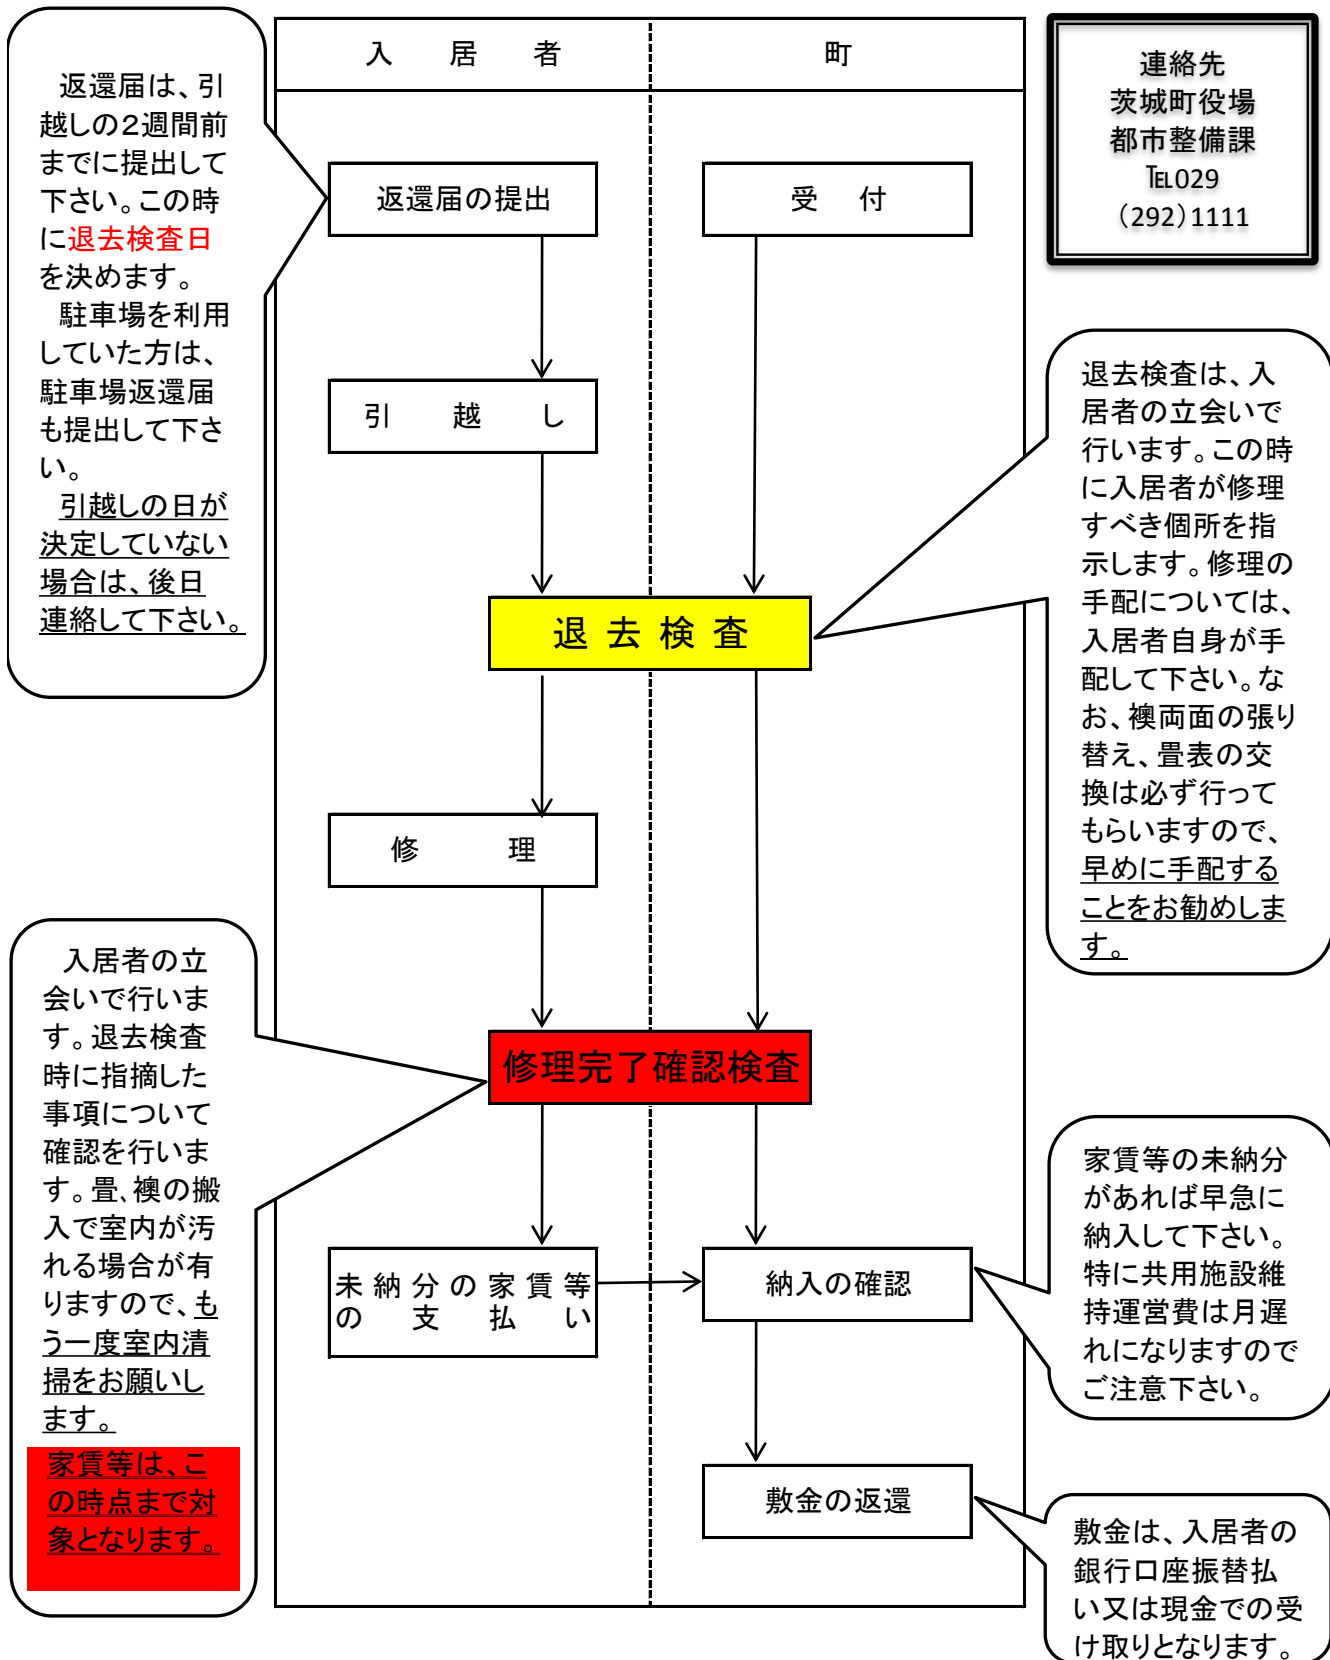 入居者
町
連絡先
茨城町役場
都市整備課
℡029
(292)1111
返還届は、引
越しの2週間前
までに提出して
下さい。この時
に退去検査日
を決めます。
駐車場を利用
していた方は、
駐車場返還届
も提出して下さ
い。
引越しの日が
決定していない
場合は、後日
連絡して下さい。
返還届の提出
受付
引越し
退去検査は、入
居者の立会いで
行います。この時
に入居者が修理
すべき個所を指
示します。修理の
手配については、
入居者自身が手
配して下さい。な
お、襖両面の張り
替え、畳表の交
換は必ず行って
もらいますので、
早めに手配する
ことをお勧めしま
す。
退去検査
修理
入居者の立
会いで行いま
す。退去検査
時に指摘した
事項について
確認を行いま
す。畳、襖の搬
入で室内が汚
れる場合が有
りますので、も
う一度室内清
掃をお願いし
ます。
家賃等は、こ
の時点まで対
象となります。
修理完了確認検査
未納分の家賃等
の支払い
納入の確認
家賃等の未納分
があれば早急に
納入して下さい。
特に共用施設維
持運営費は月遅
れになりますので
ご注意下さい。
敷金の返還
敷金は、入居者の
銀行口座振替払
い又は現金での受
け取りとなります。